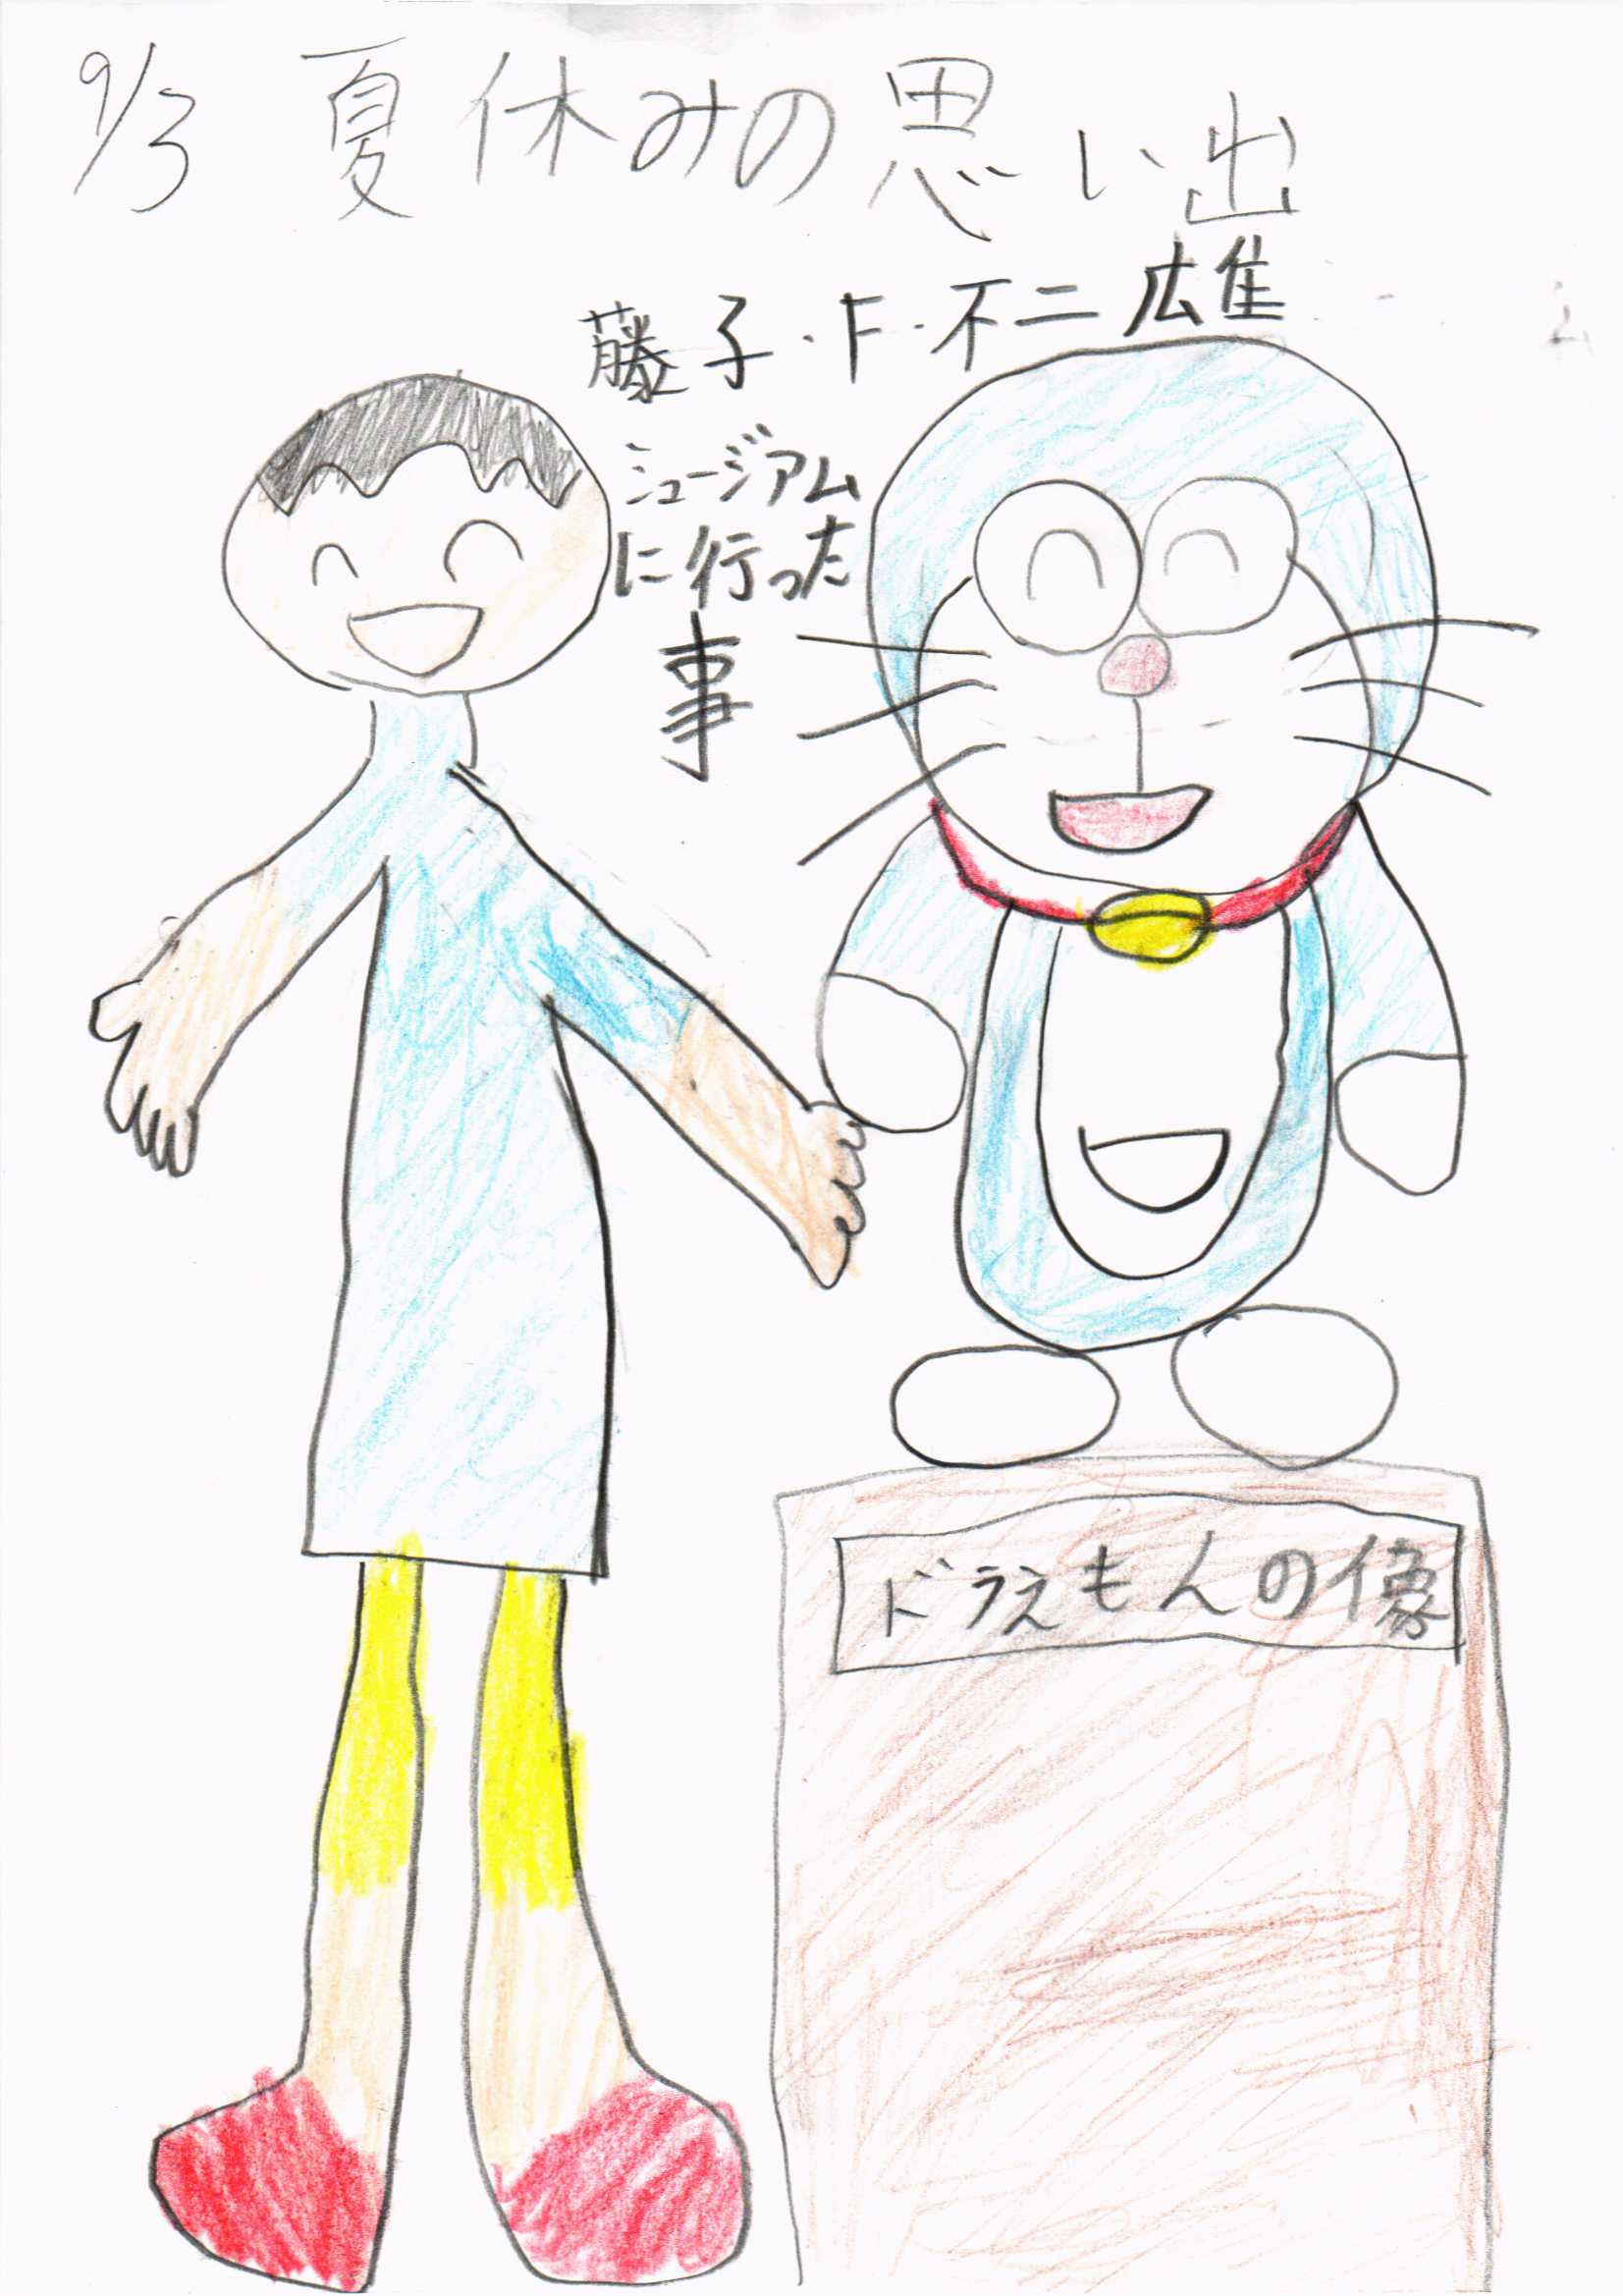 9/3 夏休みの思い出
藤子・F・不二広隹
ミュージアム
に行った
事
ドラえもんの像